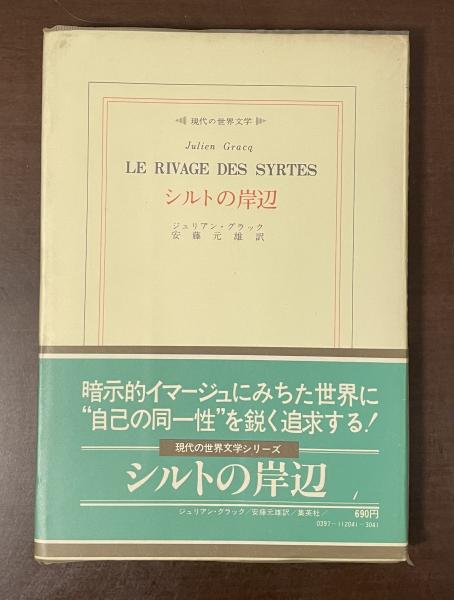 現代の世界文学
Julien Gracq
LE RIVAGE DES SYRTES
シルトの岸辺
ジュリアン・グラック
安藤元雄訳
暗示的イマージュにみちた世界に
“自己の同一性”を鋭く追求する!
現代の世界文学シリーズ
シルトの岸辺
ジュリアン・グラック/安藤元雄訳/集英社/
690円
0397-112041-3041